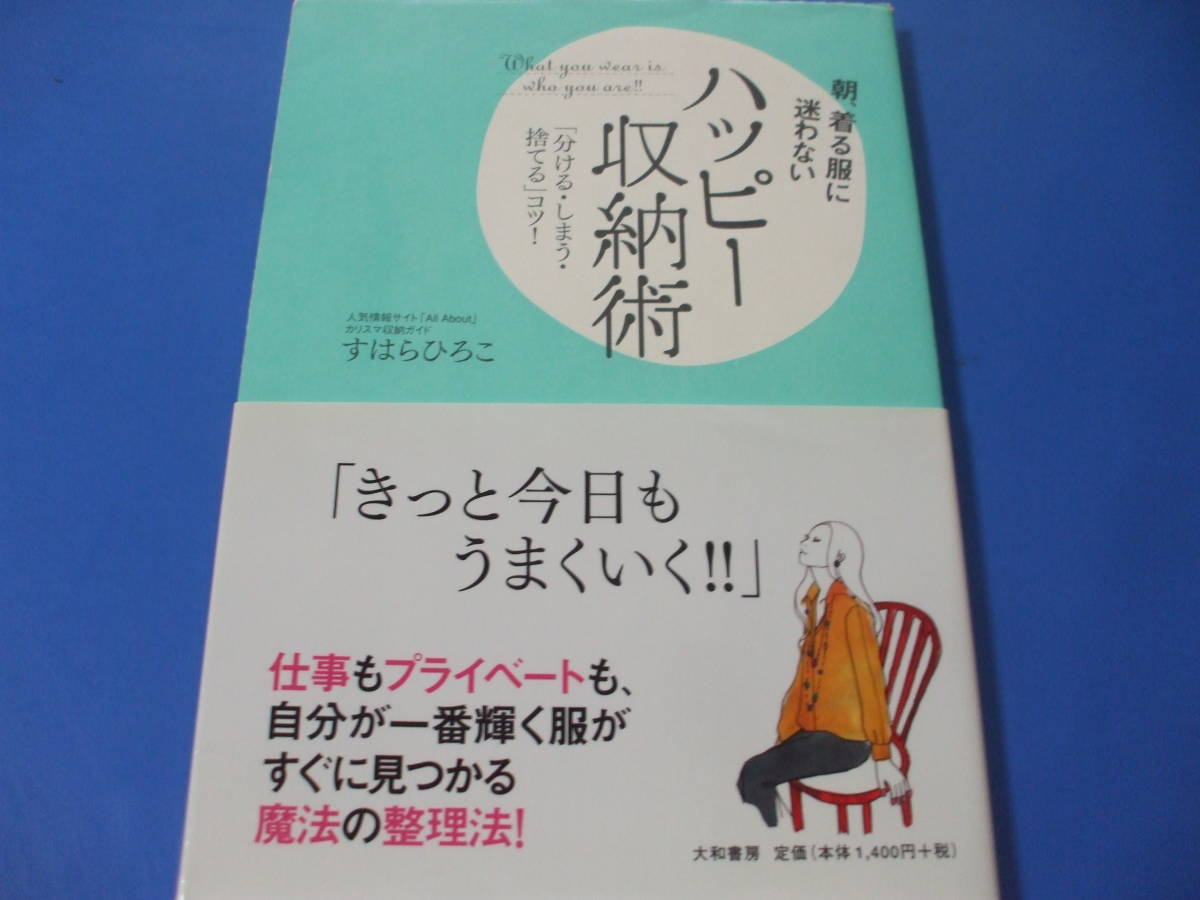 What you wear is
who you are!!
朝、着る服に
迷わない
ハッピー
収納術
「分ける・しまう・
捨てる」コツ!
人気情報サイト「All About」
カリスマ収納ガイド
すはらひろこ
「きっと今日も
うまくいく!!」
仕事もプライベートも、
自分が一番輝く服が
すぐに見つかる
魔法の整理法!
大和書房 定価(本体1,400円+税)